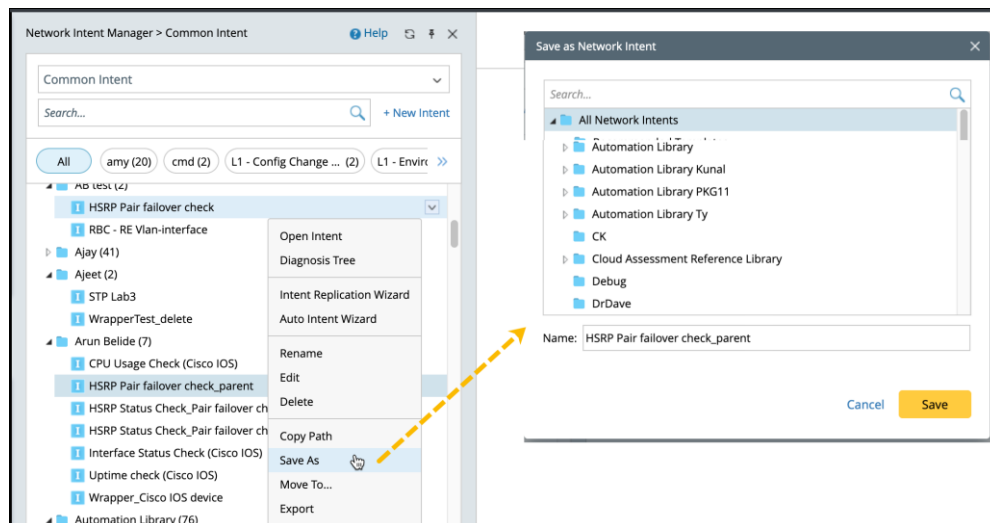 Network Intent Manager > Common Intent
Help
Common Intent
Search...
+ New Intent
All
amy (20)
cmd (2)
L1 - Config Change ... (2)
L1 - Enviro
AB test (2)
HSRP Pair failover check
RBC - RE Vlan-interface
Ajay (41)
Ajeet (2)
STP Lab3
WrapperTest_delete
Arun Belide (7)
CPU Usage Check (Cisco IOS)
HSRP Pair failover check_parent
HSRP Status Check_Pair failover ch
HSRP Status Check_Pair failover ch
Interface Status Check (Cisco IOS)
Uptime check (Cisco IOS)
Wrapper_Cisco IOS device
Automation Library (76)
Open Intent
Diagnosis Tree
Intent Replication Wizard
Auto Intent Wizard
Rename
Edit
Delete
Copy Path
Save As
Move To...
Export
Save as Network Intent
Search...
All Network Intents
Automation Library
Automation Library Kunal
Automation Library PKG11
Automation Library Ty
CK
Cloud Assessment Reference Library
Debug
DrDave
Name: HSRP Pair failover check_parent
Cancel
Save